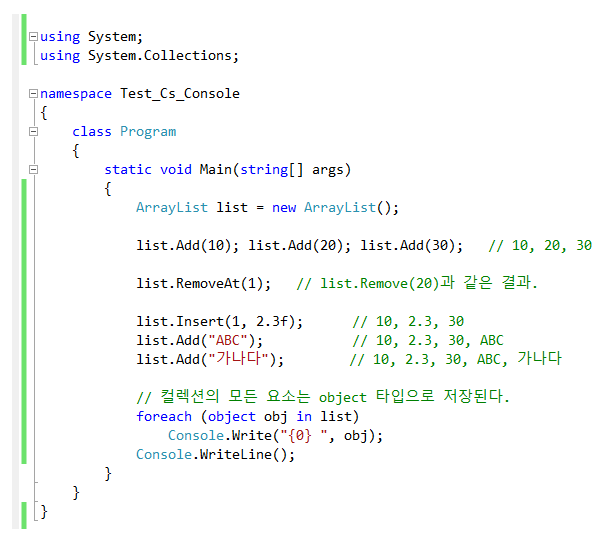 using System;
using System.Collections;
namespace Test_Cs_Console
{
class Program
{
static void Main(string[] args)
{
ArrayList list = new ArrayList();
list.Add(10); list.Add(20); list.Add(30);   // 10, 20, 30
list.RemoveAt(1);   // list.Remove(20)과 같은 결과.
list.Insert(1, 2.3f);      // 10, 2.3, 30
list.Add("ABC");           // 10, 2.3, 30, ABC
list.Add("가나다");        // 10, 2.3, 30, ABC, 가나다
// 컬렉션의 모든 요소는 object 타입으로 저장된다.
foreach (object obj in list)
Console.Write("{0} ", obj);
Console.WriteLine();
}
}
}